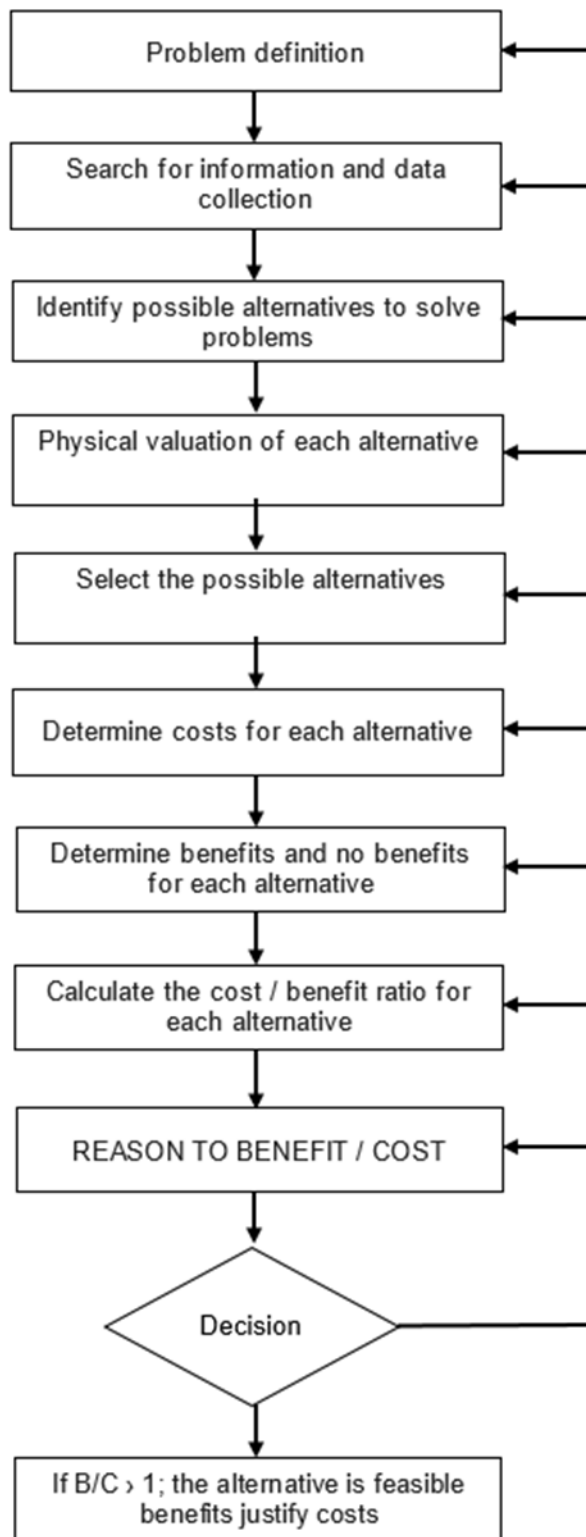 Problem definition
Search for information and data
collection
Identify possible alternatives to solve
problems
Physical valuation of each alternative
Select the possible alternatives
Determine costs for each alternative
Determine benefits and no benefits
for each alternative
Calculate the cost / benefit ratio for
each alternative
REASON TO BENEFIT / COST
Decision
If B/C › 1; the alternative is feasible
benefits justify costs